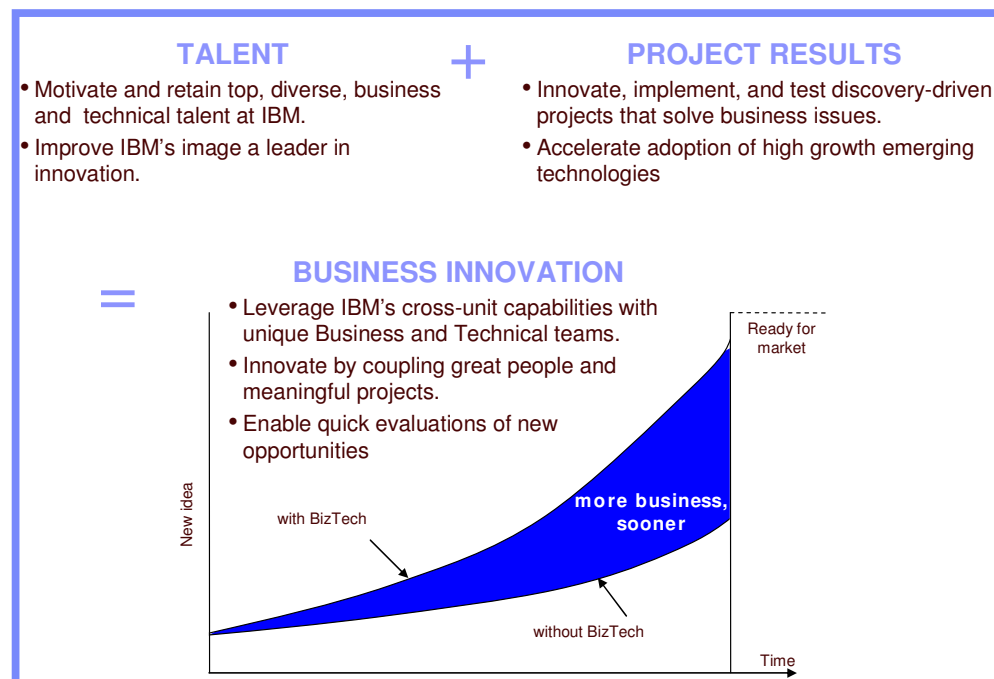 TALENT
• Motivate and retain top, diverse, business
and technical talent at IBM.
• Improve IBM's image a leader in
innovation.
+
PROJECT RESULTS
• Innovate, implement, and test discovery-driven
projects that solve business issues.
• Accelerate adoption of high growth emerging
technologies
=
BUSINESS INNOVATION
• Leverage IBM's cross-unit capabilities with
unique Business and Technical teams.
• Innovate by coupling great people and
meaningful projects.
• Enable quick evaluations of new
opportunities
Ready for
market
New idea
with BizTech
more business,
sooner
without BizTech
Time